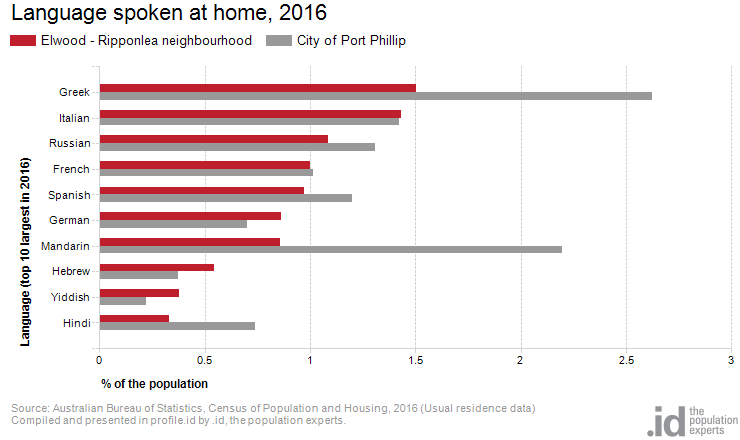 Language spoken at home, 2016
Elwood - Ripponlea neighbourhood
City of Port Phillip
Language (top 10 largest in 2016)
Greek
Italian
Russian
French
Spanish
German
Mandarin
Hebrew
Yiddish
Hindi
0 0.5 1 1.5 2 2.5 3
% of the population
Source: Australian Bureau of Statistics, Census of Population and Housing, 2016 (Usual residence data)
Compiled and presented in profile.id by .id, the population experts.
.id the
population
experts